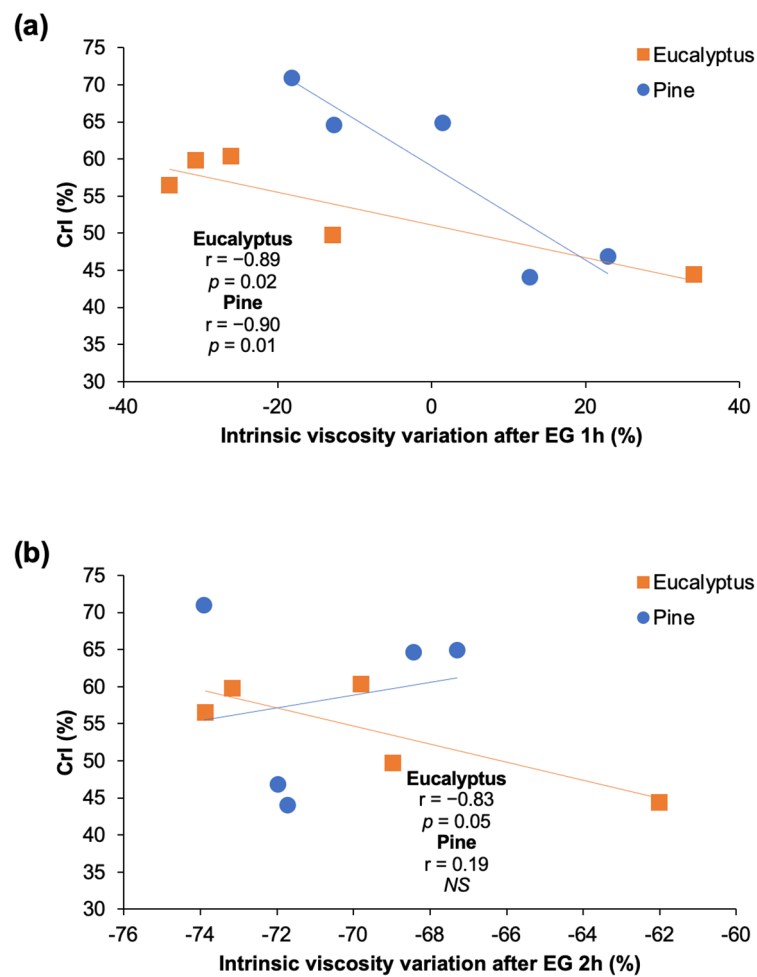 (a)
75
70
65
60
55
50
45
40
35
30
CrI (%)
Eucalyptus
Pine
Eucalyptus
r = −0.89
p = 0.02
Pine
r = −0.90
p = 0.01
-40
-20
0
20
40
Intrinsic viscosity variation after EG 1h (%)
(b)
75
70
65
60
55
50
45
40
35
30
CrI (%)
Eucalyptus
Pine
Eucalyptus
r = −0.83
p = 0.05
Pine
r = 0.19
NS
-76
-74
-72
-70
-68
-66
-64
-62
-60
Intrinsic viscosity variation after EG 2h (%)